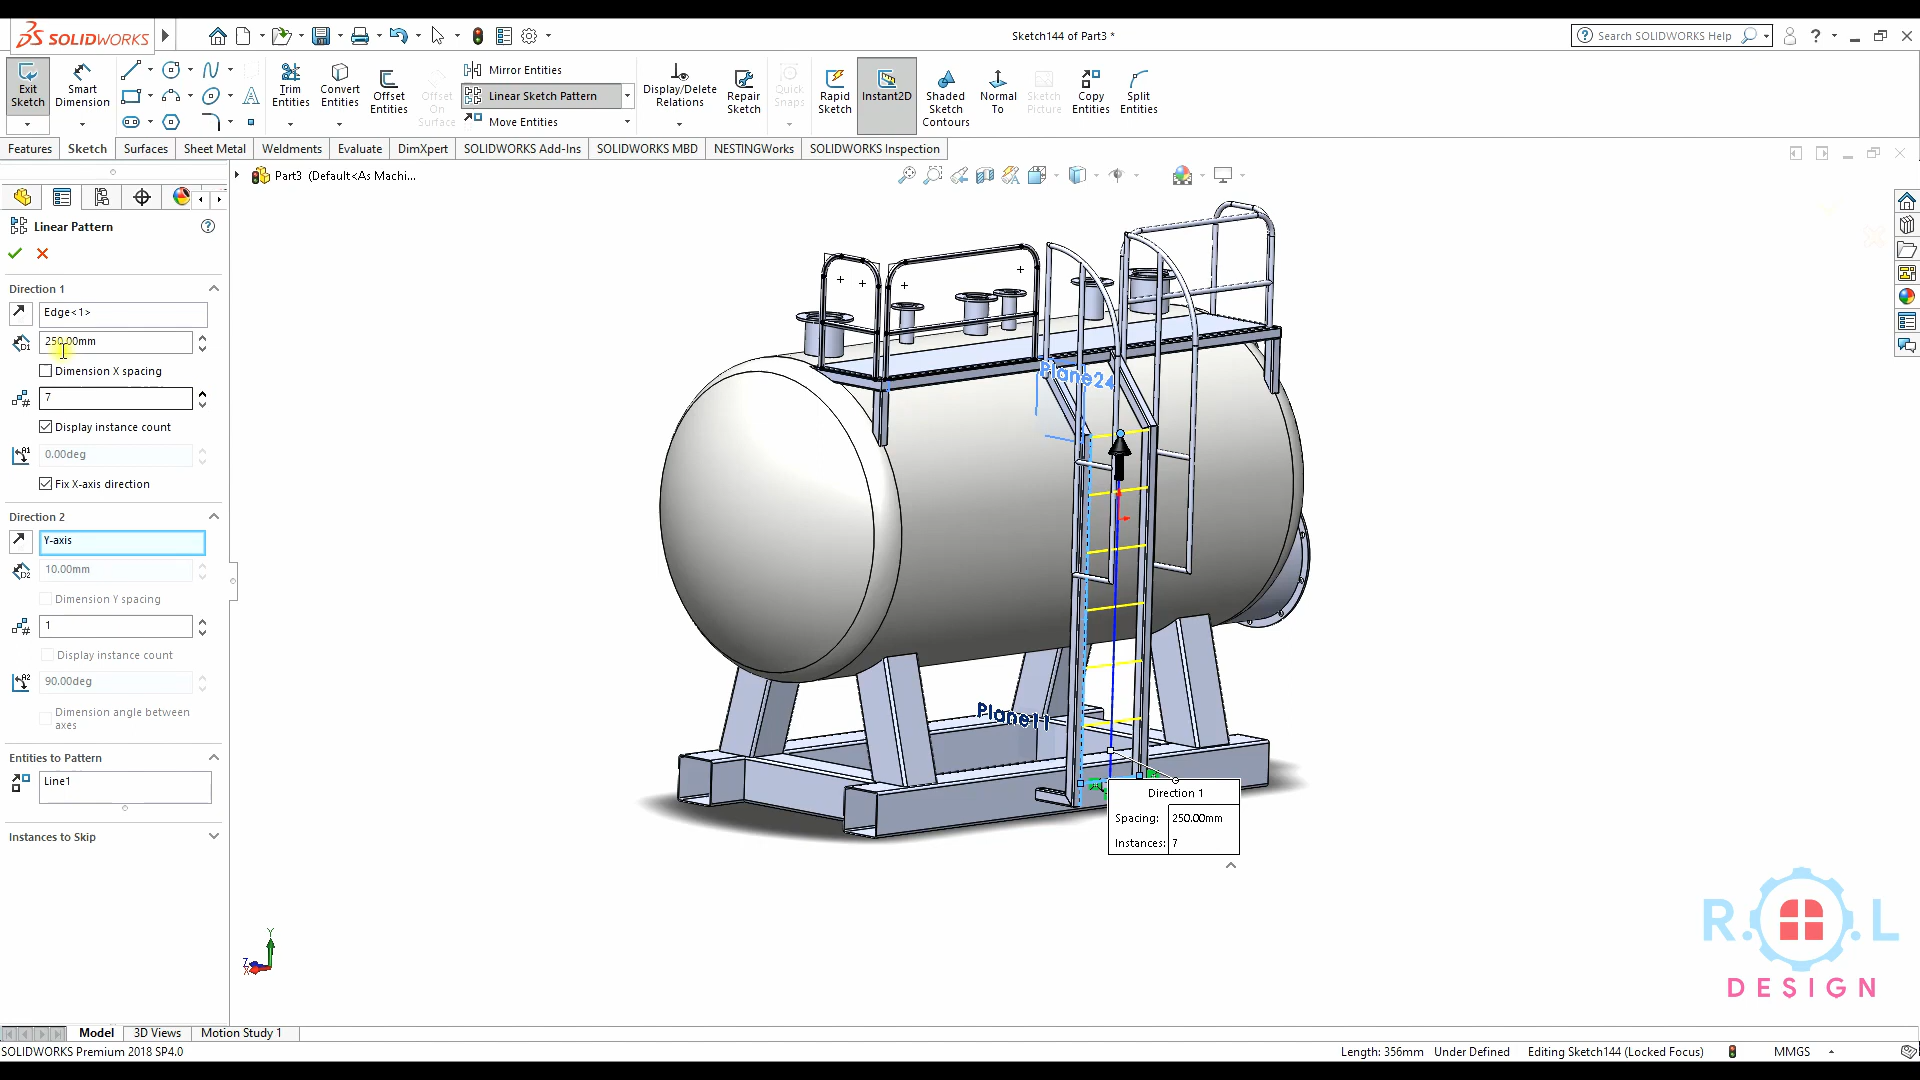 SOLIDWORKS
Sketch144 of Part3 *
Search SOLIDWORKS Help
Exit Sketch
Smart Dimension
Trim Entities
Convert Entities
Offset Entities
Offset On Surface
Mirror Entities
Linear Sketch Pattern
Move Entities
Display/Delete Relations
Repair Sketch
Quick Snaps
Rapid Sketch
Instant2D
Shaded Sketch Contours
Normal To
Sketch Picture
Copy Entities
Split Entities
Features
Sketch
Surfaces
Sheet Metal
Weldments
Evaluate
DimXpert
SOLIDWORKS Add-Ins
SOLIDWORKS MBD
NESTINGWorks
SOLIDWORKS Inspection
Part3 (Default<As Machi...
Linear Pattern
Direction 1
Edge<1>
250.00mm
Dimension X spacing
7
Display instance count
0.00deg
Fix X-axis direction
Direction 2
Y-axis
10.00mm
Dimension Y spacing
1
Display instance count
90.00deg
Dimension angle between
axes
Entities to Pattern
Line1
Instances to Skip
Plane24
Plane11
Direction 1
Spacing: 250.00mm
Instances: 7
Y
Z
X
R.O.L
DESIGN
Model
3D Views
Motion Study 1
SOLIDWORKS Premium 2018 SP4.0
Length: 356mm
Under Defined
Editing Sketch144 (Locked Focus)
MMGS